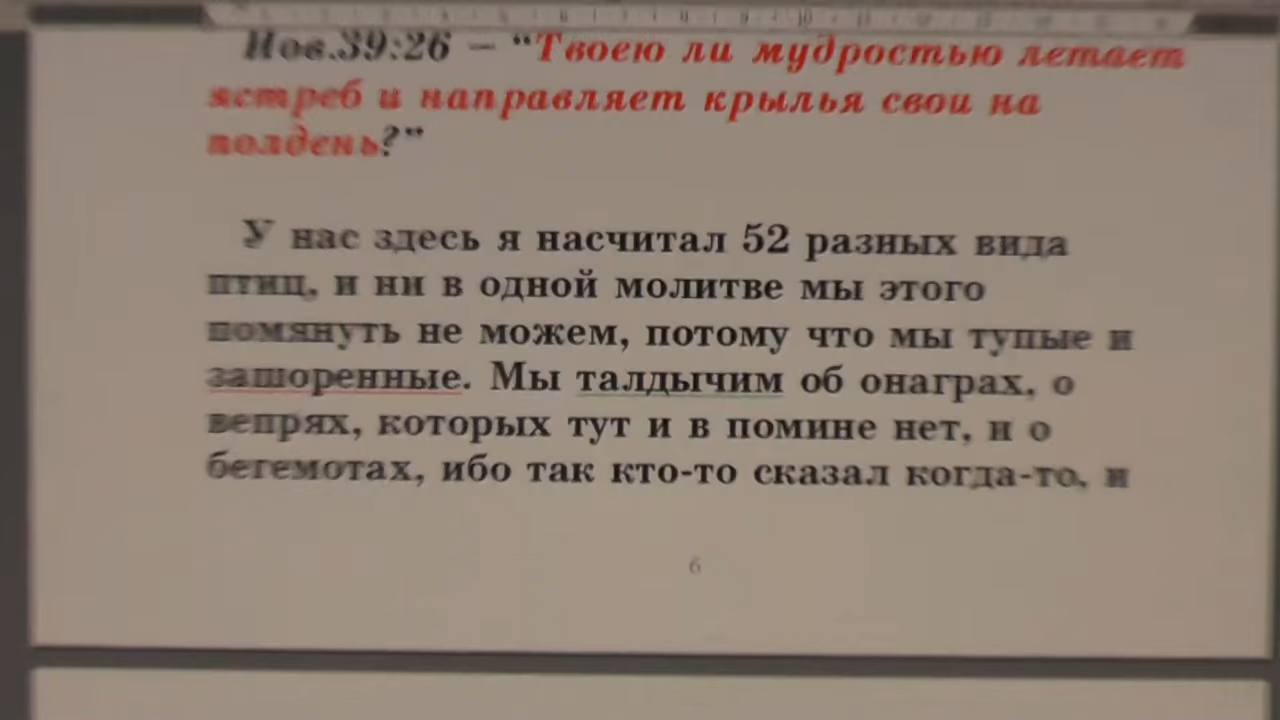 Иов.39:26 – “Твоею ли мудростью летает
ястреб и направляет крылья свои на
полдень?”
У нас здесь я насчитал 52 разных вида
птиц, и ни в одной молитве мы этого
помянуть не можем, потому что мы тупые и
зашоренные. Мы талдычим об онаграх, о
вепрях, которых тут и в помине нет, и о
бегемотах, ибо так кто-то сказал когда-то, и
6